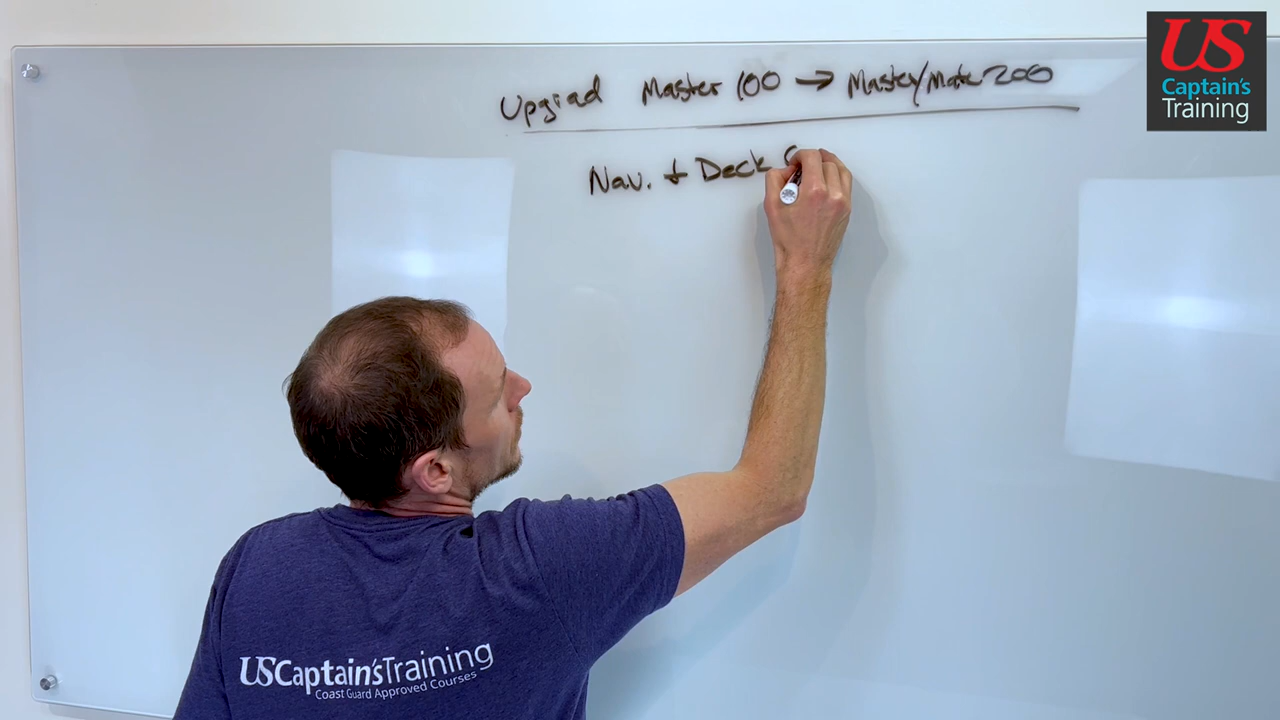 US
Captain's
Training
Upgrad Master 100 → Master/Mate 200
Nav. + Deck
USCaptain'sTraining
Coast Guard Approved Courses